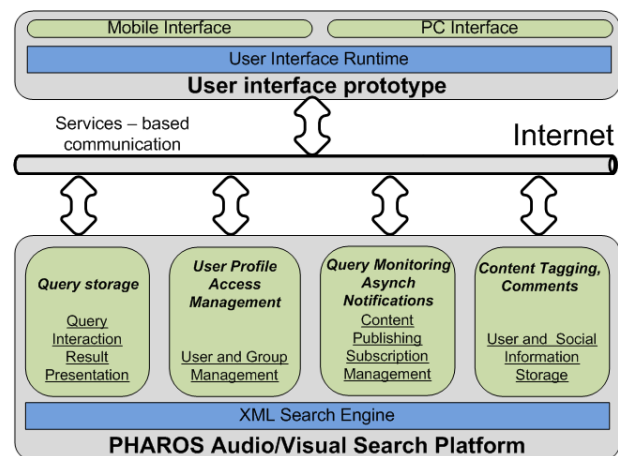 Mobile Interface
PC Interface
User Interface Runtime
User interface prototype
Services – based
communication
Internet
Query storage
Query
Interaction
Result
Presentation
User Profile
Access
Management
User and Group
Management
Query Monitoring
Asynch
Notifications
Content
Publishing
Subscription
Management
Content Tagging,
Comments
User and Social
Information
Storage
XML Search Engine
PHAROS Audio/Visual Search Platform